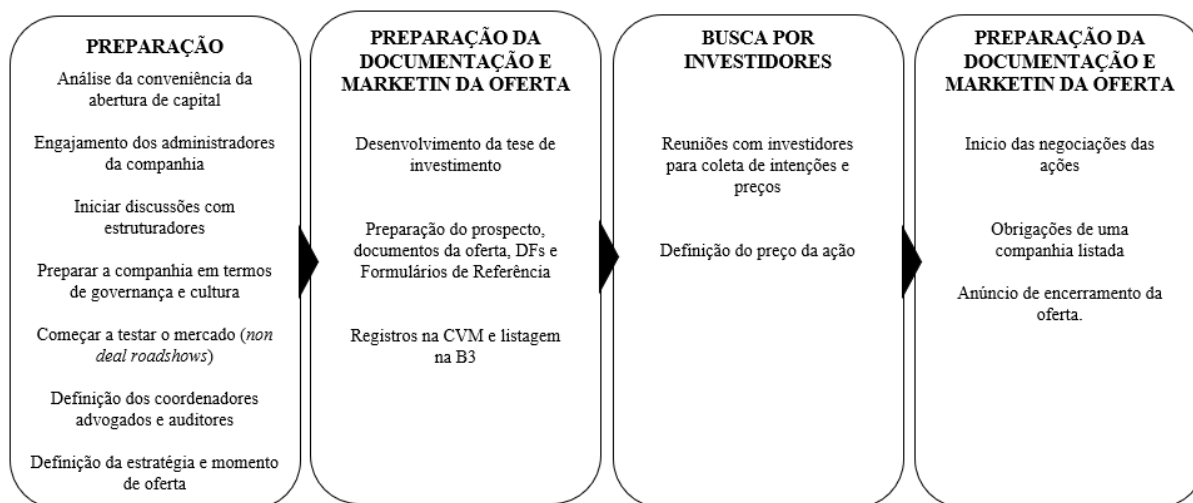 PREPARAÇÃO
Análise da conveniência da
abertura de capital
Engajamento dos administradores
da companhia
Iniciar discussões com
estruturadores
Preparar a companhia em termos
de governança e cultura
Começar a testar o mercado (non
deal roadshows)
Definição dos coordenadores
advogados e auditores
Definição da estratégia e momento
de oferta
PREPARAÇÃO DA
DOCUMENTAÇÃO E
MARKETIN DA OFERTA
Desenvolvimento da tese de
investimento
Preparação do prospecto,
documentos da oferta, DFs e
Formulários de Referência
Registros na CVM e listagem
na B3
BUSCA POR
INVESTIDORES
Reuniões com investidores
para coleta de intenções e
preços
Definição do preço da ação
PREPARAÇÃO DA
DOCUMENTAÇÃO E
MARKETIN DA OFERTA
Inicio das negociações das
ações
Obrigações de uma
companhia listada
Anúncio de encerramento da
oferta.